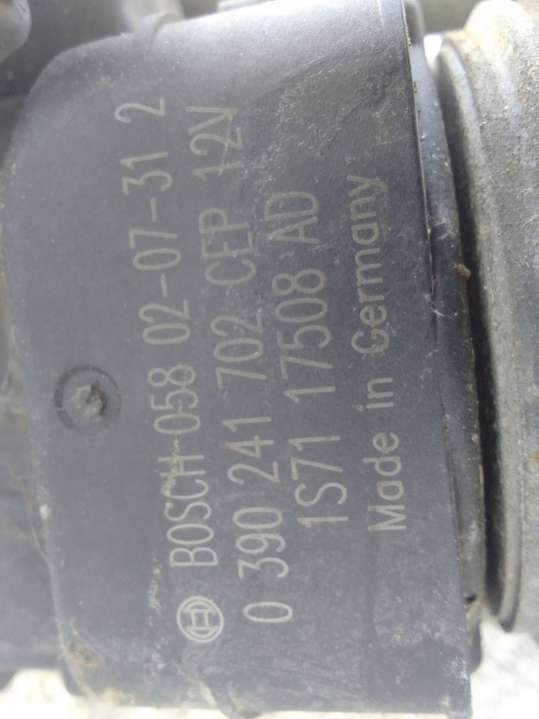 BOSCH 058 02-07-31 2
0 390 241 702 CEP 12V
1S71 17508 AD
Made in Germany